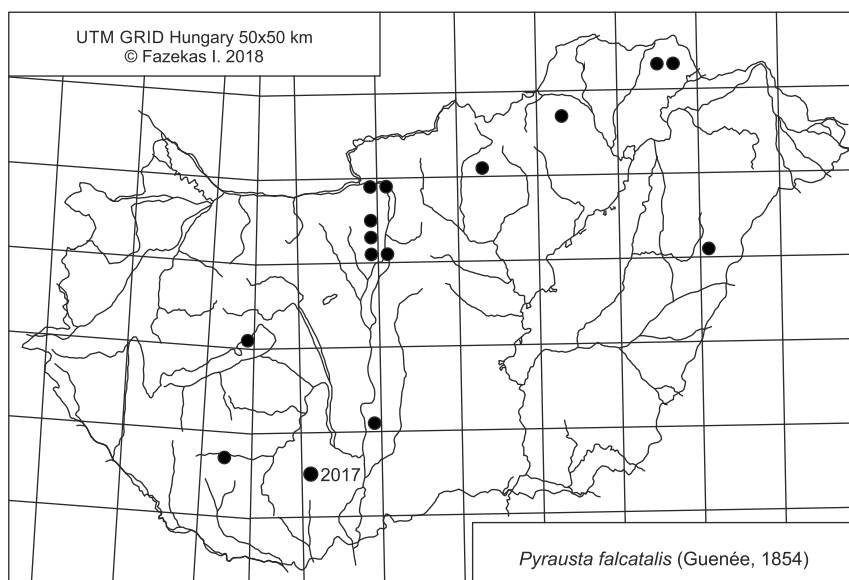 UTM GRID Hungary 50x50 km
© Fazekas I. 2018
2017
Pyrausta falcatalis (Guenée, 1854)